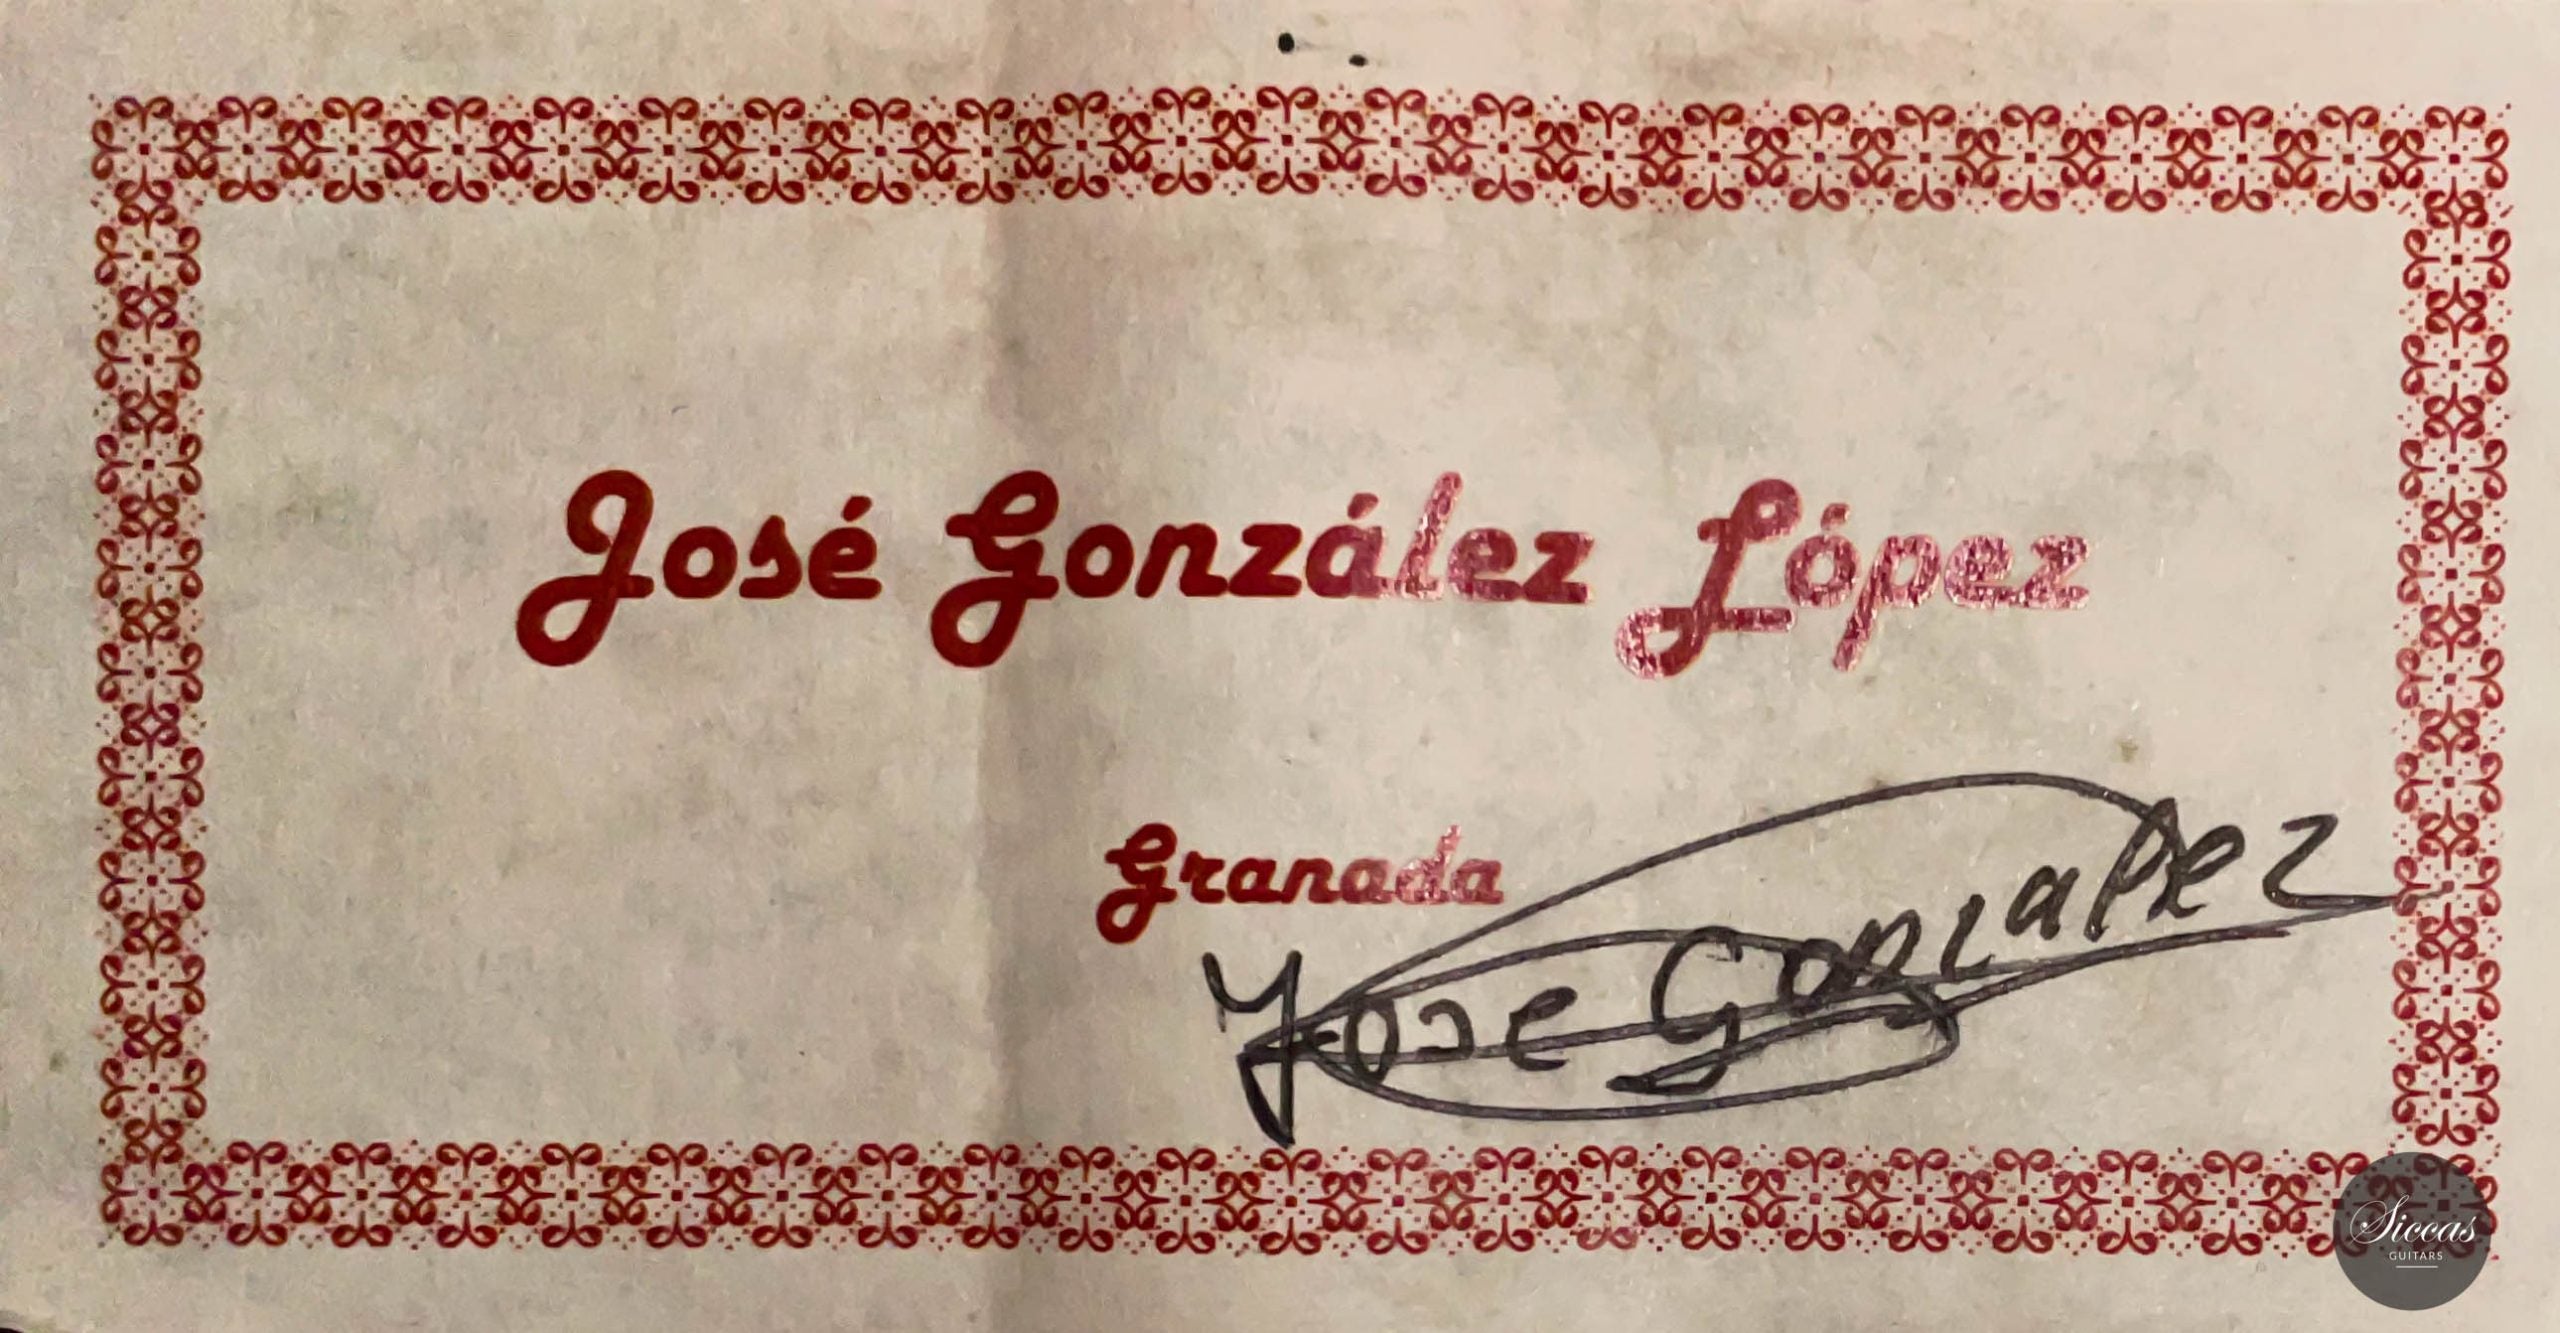 José González López
Granada
Jose Gonzalez
Siccas
GUITARS